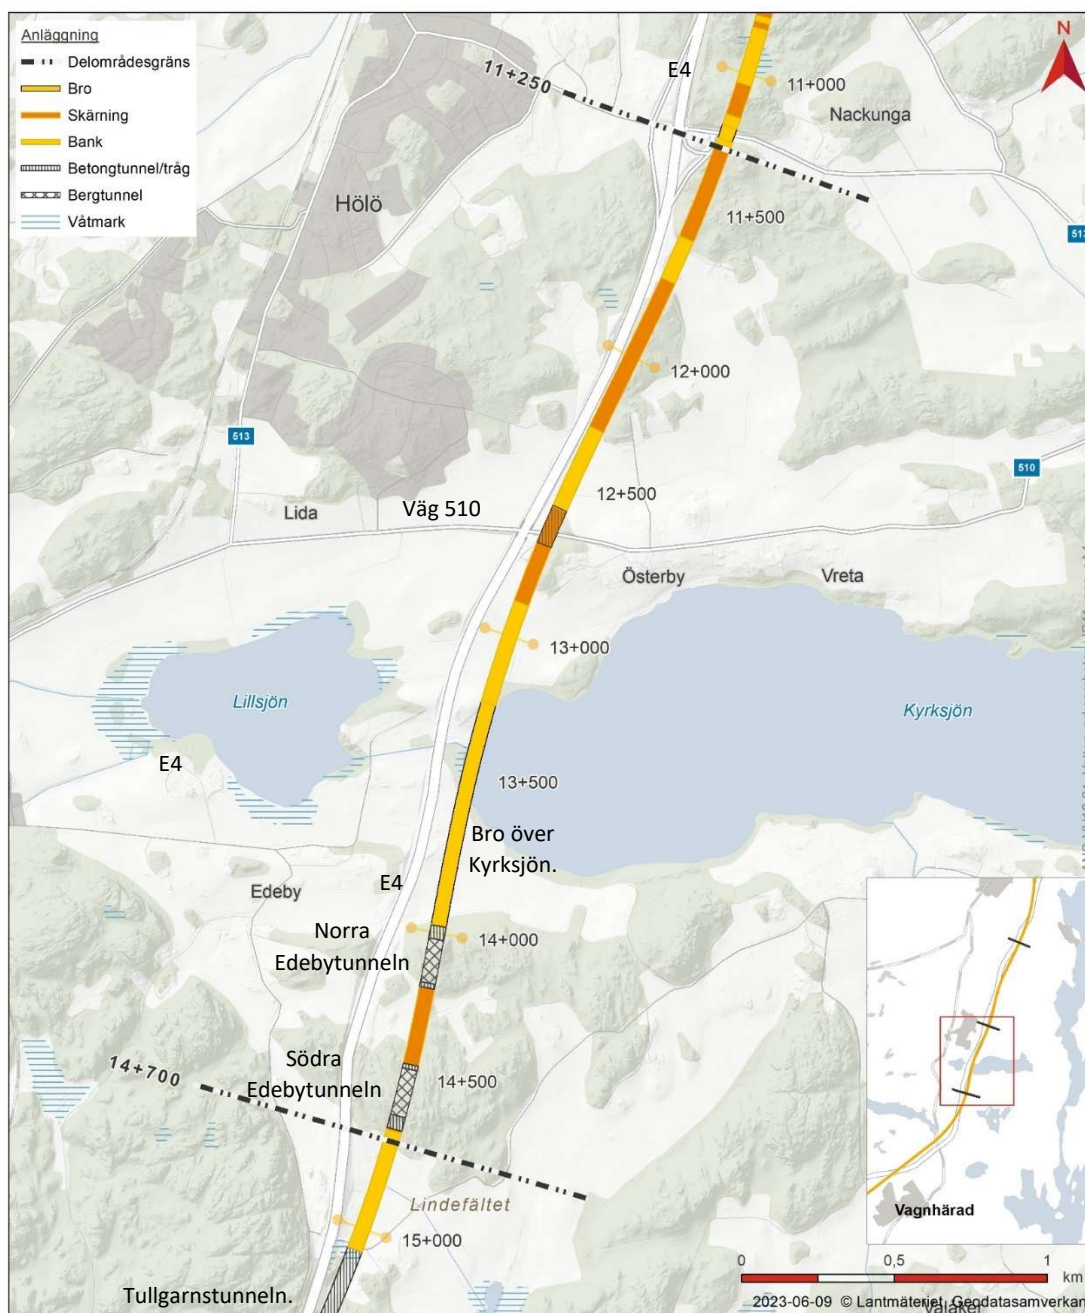 Anläggning
Delområdesgräns
Bro
Skärning
Bank
Betongtunnel/tråg
Bergtunnel
Våtmark
N
E4
11+250
11+000
Nackunga
Hölö
11+500
513
12+000
513
510
12+500
Väg 510
Lida
Österby
Vreta
13+000
Lillsjön
Kyrksjön
E4
13+500
Bro över
Kyrksjön.
E4
Edeby
Norra
Edebytunneln
14+000
Södra
Edebytunneln
14+500
14+700
Lindefältet
15+000
Vagnhärad
0
0,5
1
km
Tullgarnstunneln.
2023-06-09 © Lantmäteriet, Geodatasamverkan